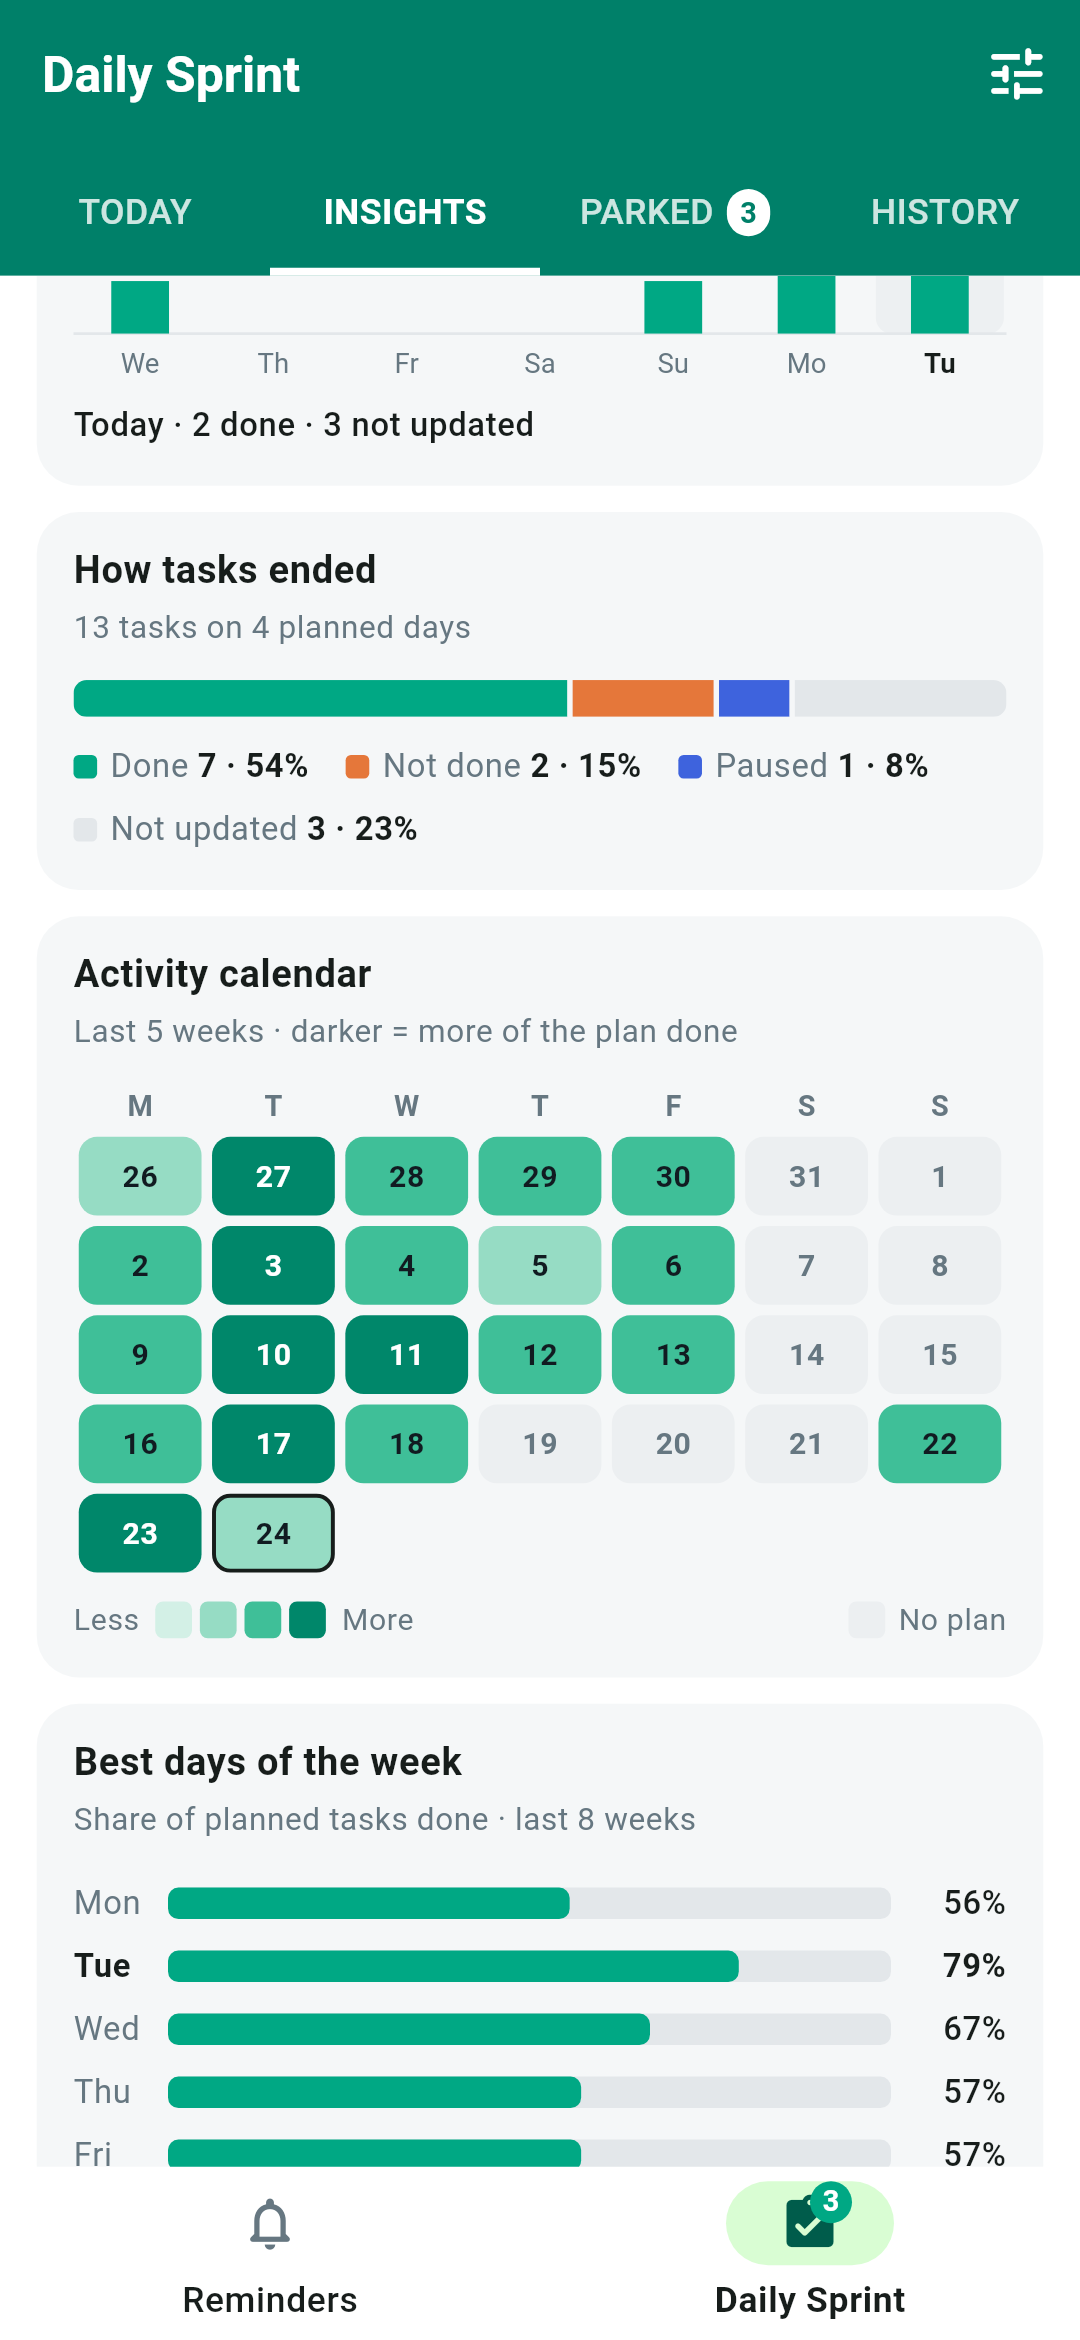 Daily Sprint
TODAY INSIGHTS PARKED 3 HISTORY
We Th Fr Sa Su Mo Tu
Today · 2 done · 3 not updated
How tasks ended
13 tasks on 4 planned days
Done 7 · 54% Not done 2 · 15% Paused 1 · 8%
Not updated 3 · 23%
Activity calendar
Last 5 weeks · darker = more of the plan done
M T W T F S S
26 27 28 29 30 31 1
2 3 4 5 6 7 8
9 10 11 12 13 14 15
16 17 18 19 20 21 22
23 24
Less More No plan
Best days of the week
Share of planned tasks done · last 8 weeks
Mon 56%
Tue 79%
Wed 67%
Thu 57%
Fri 57%
3
Reminders Daily Sprint